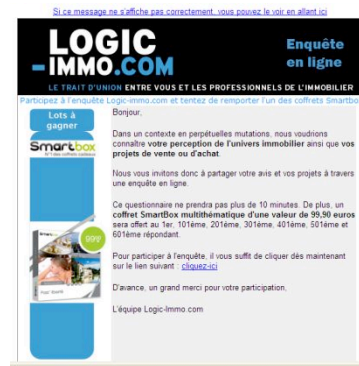 Si ce message ne s'affiche pas correctement, vous pouvez le voir en allant ici
LOGIC
-IMMO.COM
Enquête
en ligne
LE TRAIT D'UNION ENTRE VOUS ET LES PROFESSIONNELS DE L'IMMOBILIER
Participez à l'enquête Logic-immo.com et tentez de remporter l'un des coffrets Smartbo
Lots à
gagner
Smartbox
N°1 des coffrets cadeaux
Bonjour,
Dans un contexte en perpétuelles mutations, nous voudrions
connaître votre perception de l'univers immobilier ainsi que vos
projets de vente ou d'achat.
Nous vous invitons donc à partager votre avis et vos projets à travers
une enquête en ligne.
Ce questionnaire ne prendra pas plus de 10 minutes. De plus, un
coffret SmartBox multithématique d'une valeur de 99,90 euros
sera offert au 1er, 101ème, 201ème, 301ème, 401ème, 501ème et
601ème répondant.
Pour participer à l'enquête, il vous suffit de cliquer dès maintenant
sur le lien suivant : cliquez-ici
D'avance, un grand merci pour votre participation,
L'équipe Logic-Immo.com